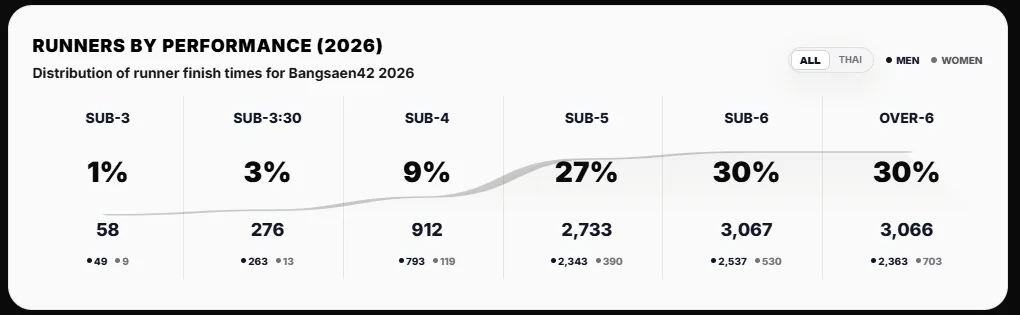 RUNNERS BY PERFORMANCE (2026)
Distribution of runner finish times for Bangsaen42 2026
ALL THAI MEN WOMEN
SUB-3 SUB-3:30 SUB-4 SUB-5 SUB-6 OVER-6
1% 3% 9% 27% 30% 30%
58 276 912 2,733 3,067 3,066
49 9 263 13 793 119 2,343 390 2,537 530 2,363 703